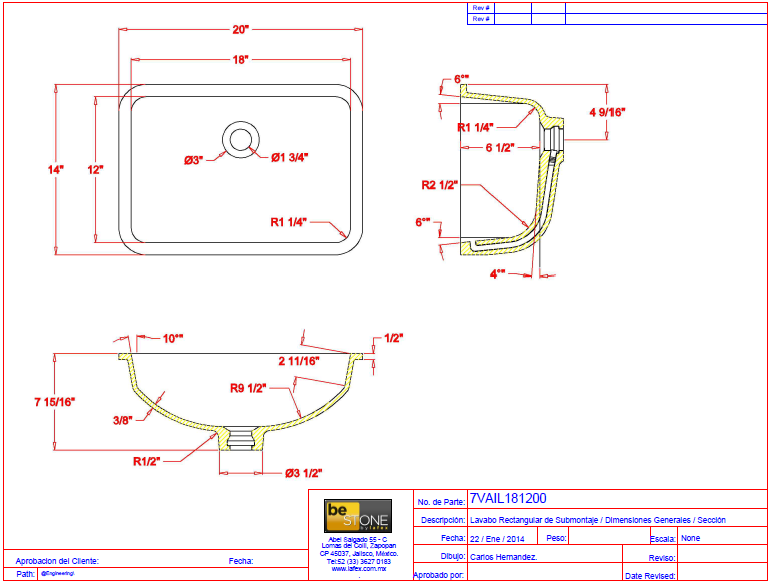 Rev #
Rev #
20"
18"
14"
12"
Ø3"
Ø1 3/4"
R1 1/4"
6°"
4 9/16"
R1 1/4"
6 1/2"
R2 1/2"
6°"
4°"
10°"
1/2"
2 11/16"
7 15/16"
R9 1/2"
3/8"
R1/2"
Ø3 1/2"
be
STONE
by lafex
Abel Salgado 55 - C
Lomas del Colli, Zapopan
CP 45037, Jalisco, México.
Tel:52 (33) 3627 0183
www.lafex.com.mx
No. de Parte: 7VAIL181200
Descripción: Lavabo Rectangular de Submontaje / Dimensiones Generales / Sección
Fecha: 22 / Ene / 2014 Peso: Escala: None
Dibujo: Carlos Hernandez. Reviso:
Aprobado por: Date Revised:
Aprobacion del Cliente: Fecha:
Path: @Engineering\